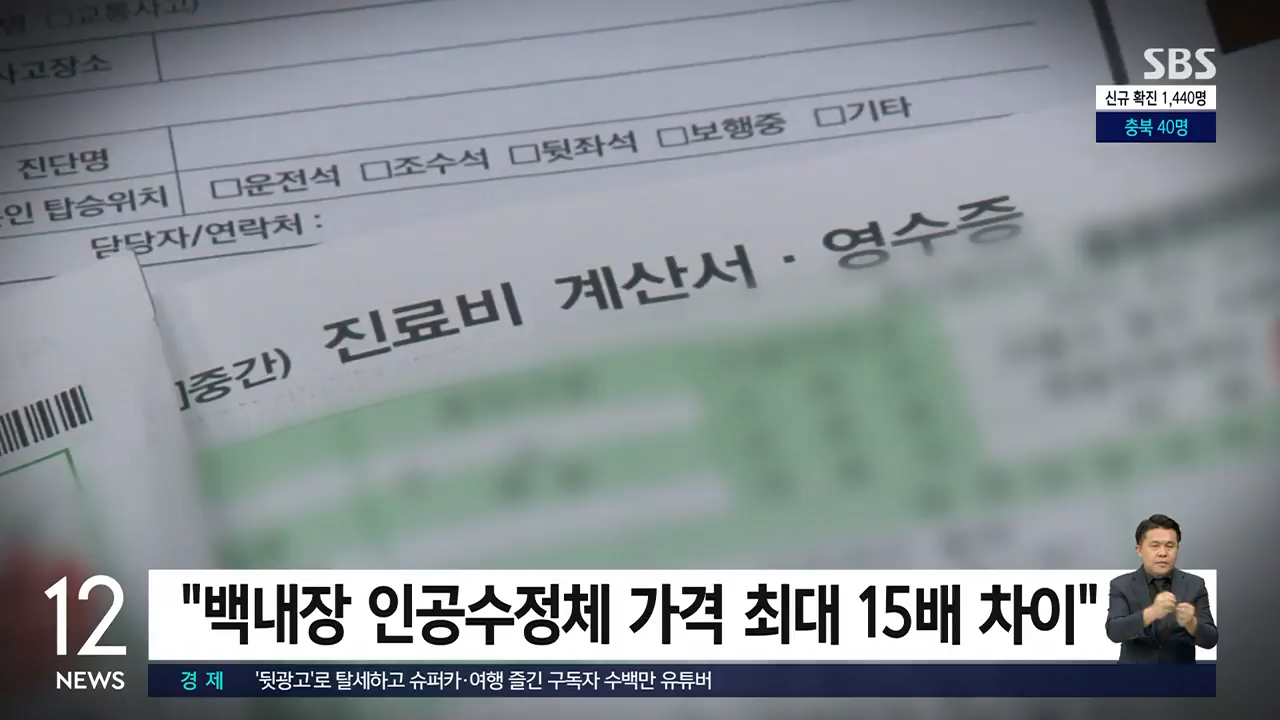 □교통사고)
SBS
신규 확진 1,440명
충북 40명
사고장소
진단명
□운전석 □조수석 □뒷좌석 □보행중 □기타
탑승위치
담당자/연락처 :
중간) 진료비 계산서 · 영수증
12
NEWS
"백내장 인공수정체 가격 최대 15배 차이"
경제 '뒷광고'로 탈세하고 슈퍼카·여행 즐긴 구독자 수백만 유튜버